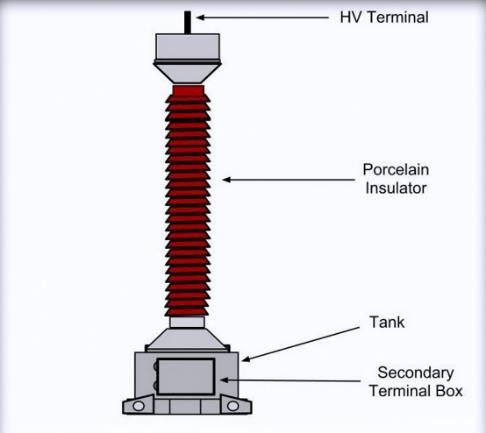 HV Terminal
Porcelain
Insulator
Tank
Secondary
Terminal Box